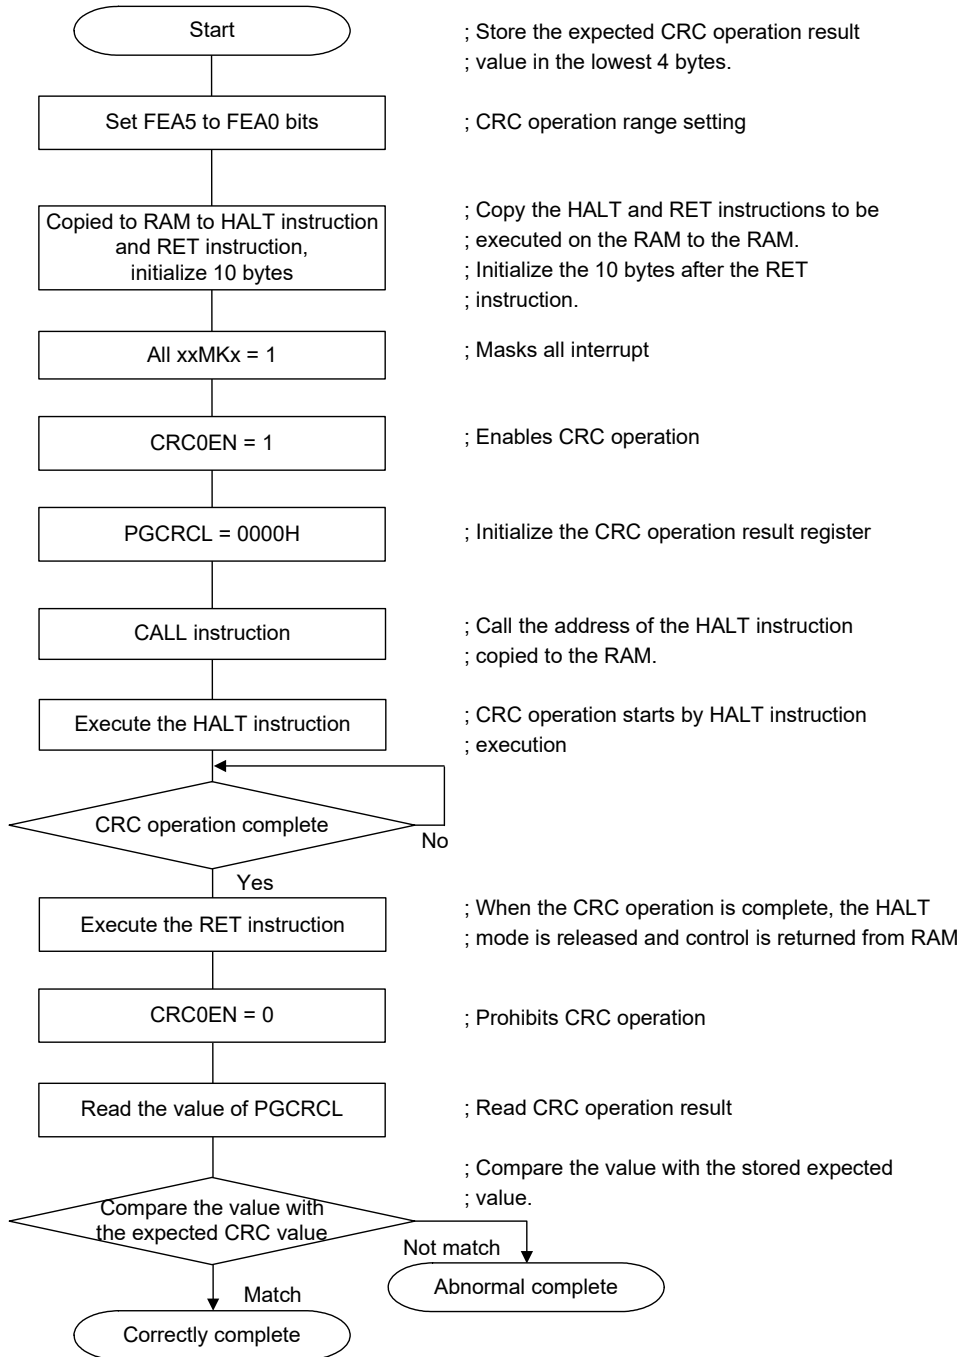 Start
; Store the expected CRC operation result
; value in the lowest 4 bytes.
Set FEA5 to FEA0 bits
; CRC operation range setting
Copied to RAM to HALT instruction
and RET instruction,
initialize 10 bytes
; Copy the HALT and RET instructions to be
; executed on the RAM to the RAM.
; Initialize the 10 bytes after the RET
; instruction.
All xxMKx = 1
; Masks all interrupt
CRC0EN = 1
; Enables CRC operation
PGCRCL = 0000H
; Initialize the CRC operation result register
CALL instruction
; Call the address of the HALT instruction
; copied to the RAM.
Execute the HALT instruction
; CRC operation starts by HALT instruction
; execution
CRC operation complete
No
Yes
Execute the RET instruction
; When the CRC operation is complete, the HALT
; mode is released and control is returned from RAM
CRC0EN = 0
; Prohibits CRC operation
Read the value of PGCRCL
; Read CRC operation result
; Compare the value with the stored expected
; value.
Compare the value with
the expected CRC value
Not match
Abnormal complete
Match
Correctly complete